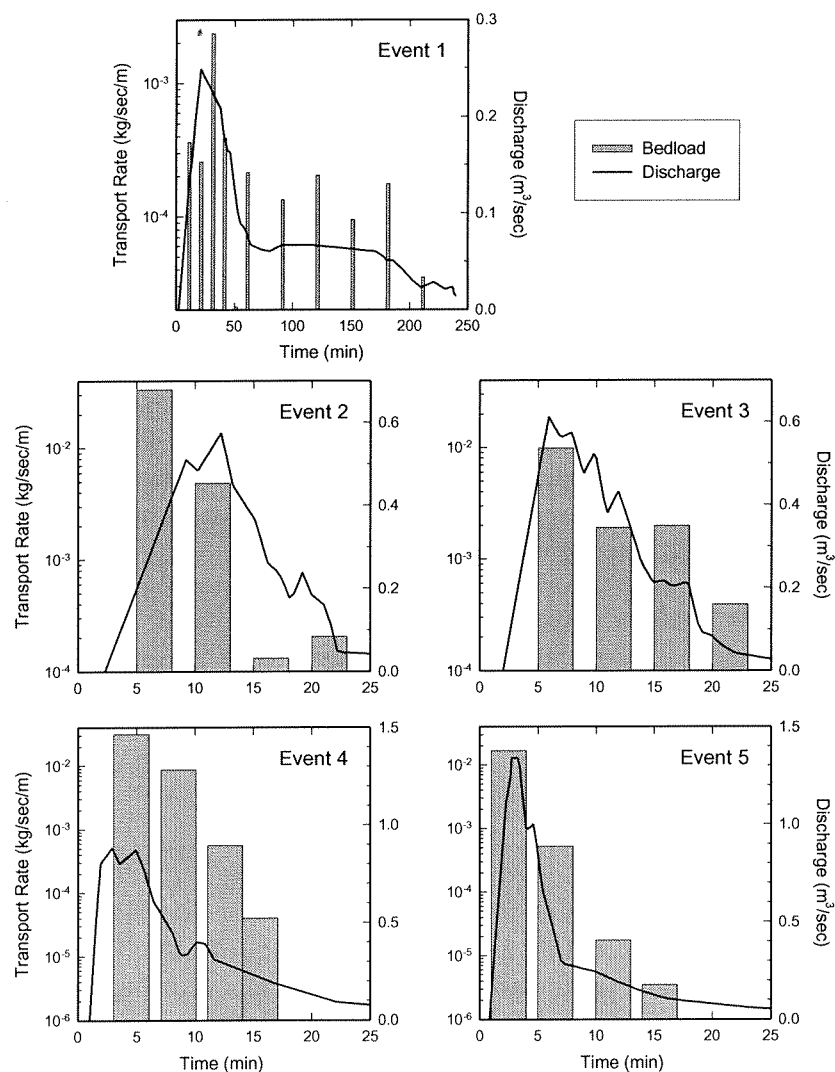 Event 1
Transport Rate (kg/sec/m)
10⁻³
10⁻⁴
Discharge (m³/sec)
0.3
0.2
0.1
0.0
0 50 100 150 200 250
Time (min)
Bedload
Discharge
Event 2
Transport Rate (kg/sec/m)
10⁻²
10⁻³
10⁻⁴
0.6
0.4
0.2
0.0
0 5 10 15 20 25
Event 3
10⁻²
10⁻³
10⁻⁴
0.6
0.4
0.2
0.0
Discharge (m³/sec)
0 5 10 15 20 25
Event 4
Transport Rate (kg/sec/m)
10⁻²
10⁻³
10⁻⁴
10⁻⁵
10⁻⁶
1.5
1.0
0.5
0.0
0 5 10 15 20 25
Time (min)
Event 5
10⁻²
10⁻³
10⁻⁴
10⁻⁵
10⁻⁶
1.5
1.0
0.5
0.0
Discharge (m³/sec)
0 5 10 15 20 25
Time (min)